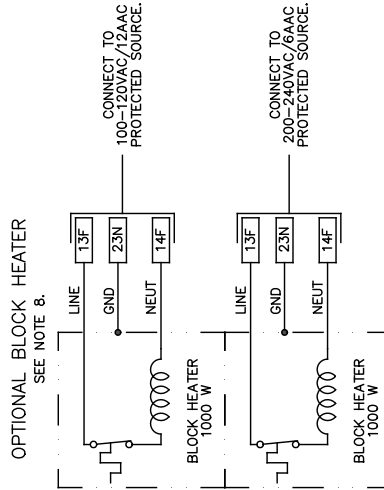 OPTIONAL BLOCK HEATER
SEE NOTE 8.
LINE
13F
GND
23N
NEUT
14F
BLOCK HEATER
1000 W
CONNECT TO
100-120VAC/12AAC
PROTECTED SOURCE.
LINE
13F
GND
23N
NEUT
14F
BLOCK HEATER
1000 W
CONNECT TO
200-240VAC/6AAC
PROTECTED SOURCE.